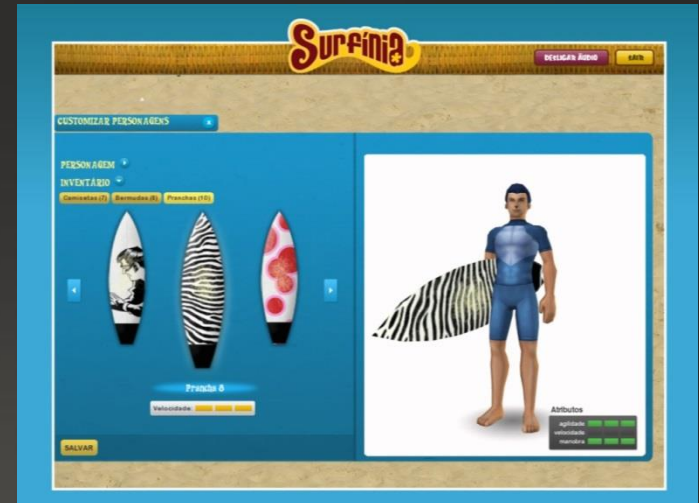 Surfínia
DESLIGAR ÁUDIO
SAIR
CUSTOMIZAR PERSONAGENS x
PERSONAGEM
INVENTÁRIO
Camisetas (7) Bermudas (8) Pranchas (10)
Prancha 8
Velocidade:
SALVAR
Atributos
agilidade
velocidade
manobra